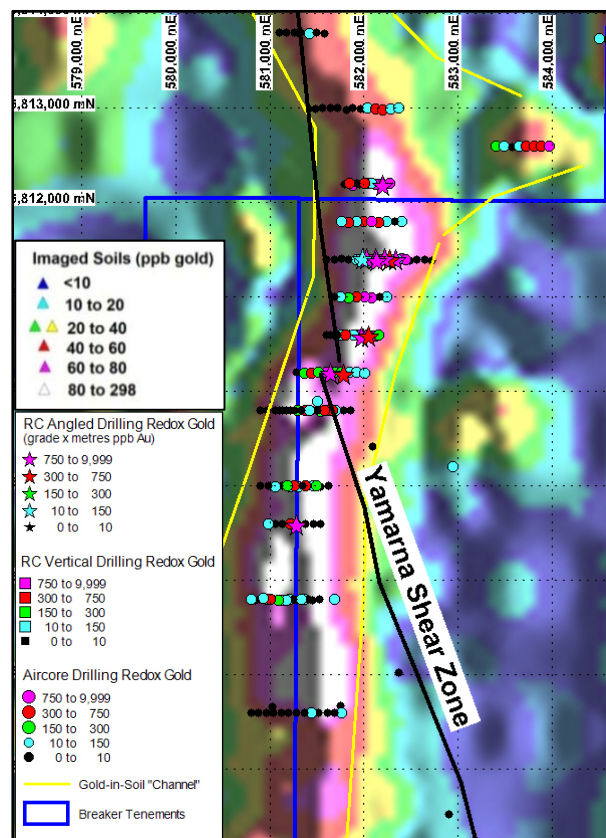 579,000 mE
580,000 mE
581,000 mE
582,000 mE
583,000 mE
584,000 mE
,813,000 mN
,812,000 mN
Imaged Soils (ppb gold)
<10
10 to 20
20 to 40
40 to 60
60 to 80
80 to 298
RC Angled Drilling Redox Gold
(grade x metres ppb Au)
750 to 9,999
300 to 750
150 to 300
10 to 150
0 to 10
RC Vertical Drilling Redox Gold
750 to 9,999
300 to 750
150 to 300
10 to 150
0 to 10
Aircore Drilling Redox Gold
750 to 9,999
300 to 750
150 to 300
10 to 150
0 to 10
Gold-in-Soil "Channel"
Breaker Tenements
Yamarna Shear Zone